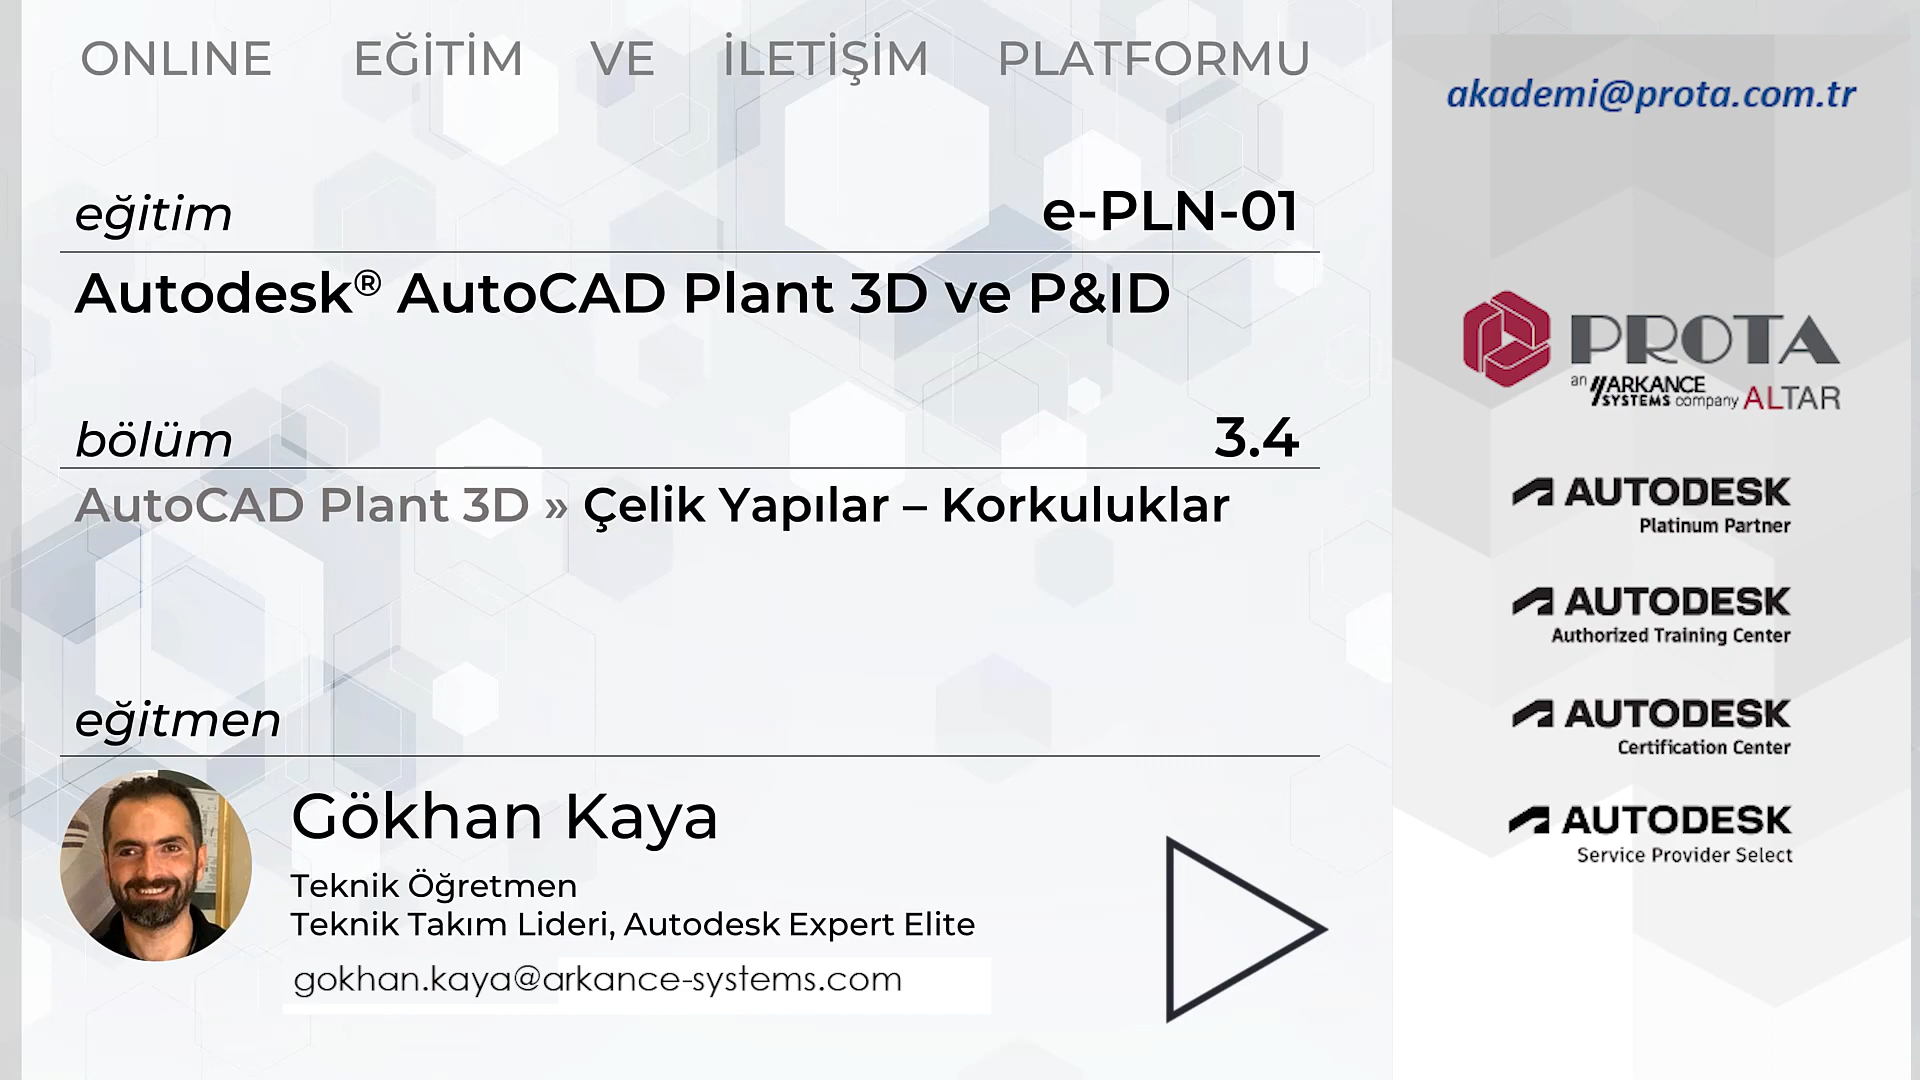 ONLINE EĞİTİM VE İLETİŞİM PLATFORMU
eğitim e-PLN-01
Autodesk® AutoCAD Plant 3D ve P&ID
bölüm 3.4
AutoCAD Plant 3D » Çelik Yapılar – Korkuluklar
eğitmen
Gökhan Kaya
Teknik Öğretmen
Teknik Takım Lideri, Autodesk Expert Elite
gokhan.kaya@arkance-systems.com
akademi@prota.com.tr
PROTA
an ARKANCE SYSTEMS company ALTAR
AUTODESK
Platinum Partner
AUTODESK
Authorized Training Center
AUTODESK
Certification Center
AUTODESK
Service Provider Select